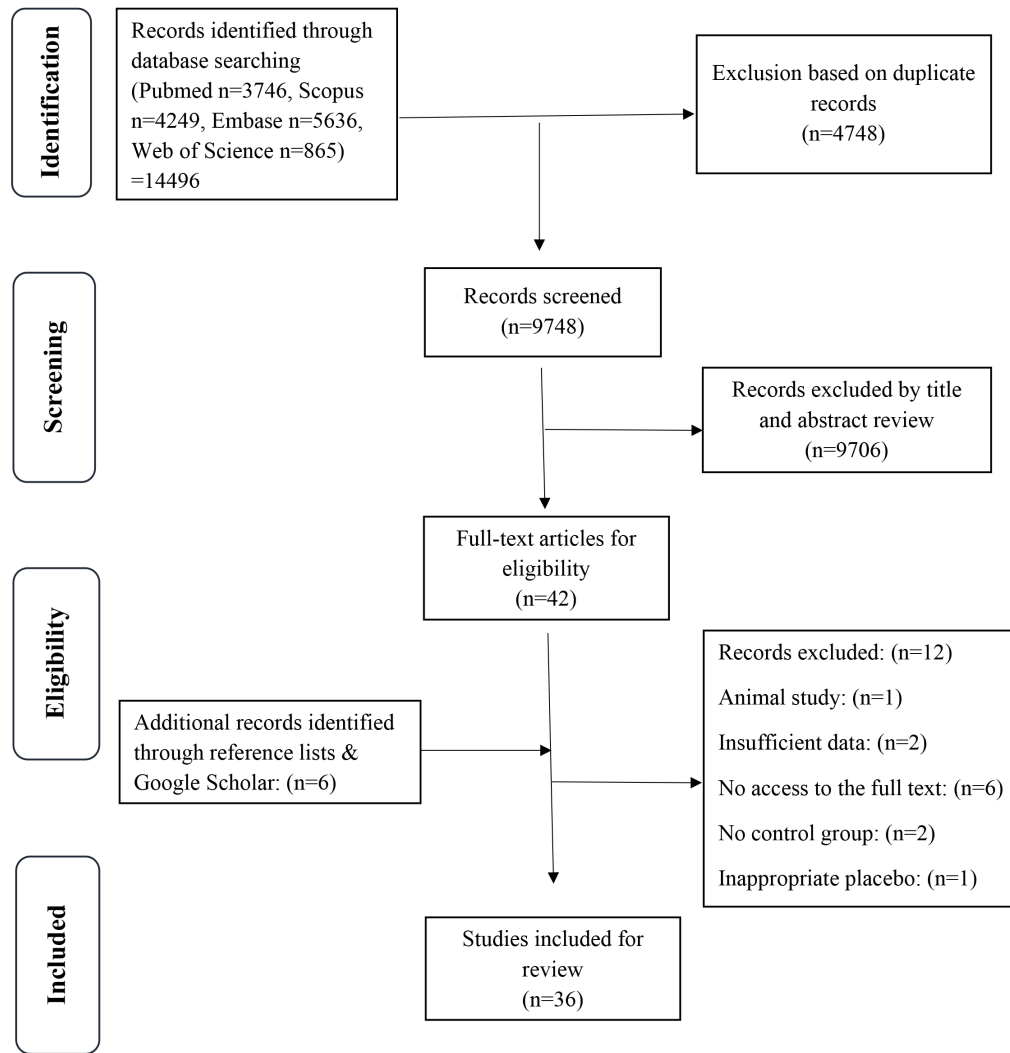 Identification
Records identified through
database searching
(Pubmed n=3746, Scopus
n=4249, Embase n=5636,
Web of Science n=865)
=14496
Exclusion based on duplicate
records
(n=4748)
Screening
Records screened
(n=9748)
Records excluded by title
and abstract review
(n=9706)
Eligibility
Full-text articles for
eligibility
(n=42)
Additional records identified
through reference lists &
Google Scholar: (n=6)
Records excluded: (n=12)
Animal study: (n=1)
Insufficient data: (n=2)
No access to the full text: (n=6)
No control group: (n=2)
Inappropriate placebo: (n=1)
Included
Studies included for
review
(n=36)